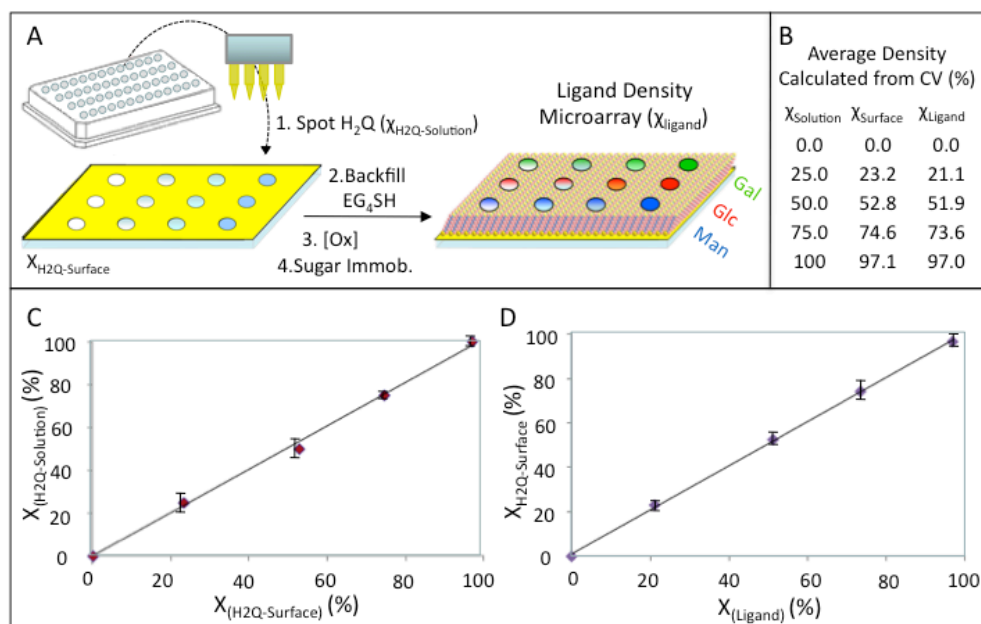 A
1. Spot H₂Q (χH2Q-Solution)
2.Backfill
EG₄SH
3. [Ox]
4.Sugar Immob.
XH2Q-Surface
Ligand Density
Microarray (χligand)
Gal
Glc
Man
B
Average Density
Calculated from CV (%)
χSolution χSurface χLigand
0.0 0.0 0.0
25.0 23.2 21.1
50.0 52.8 51.9
75.0 74.6 73.6
100 97.1 97.0
C
X(H2Q-Solution) (%)
100
80
60
40
20
0
0 20 40 60 80 100
X(H2Q-Surface) (%)
D
XH2Q-Surface (%)
100
80
60
40
20
0
0 20 40 60 80 100
X(Ligand) (%)